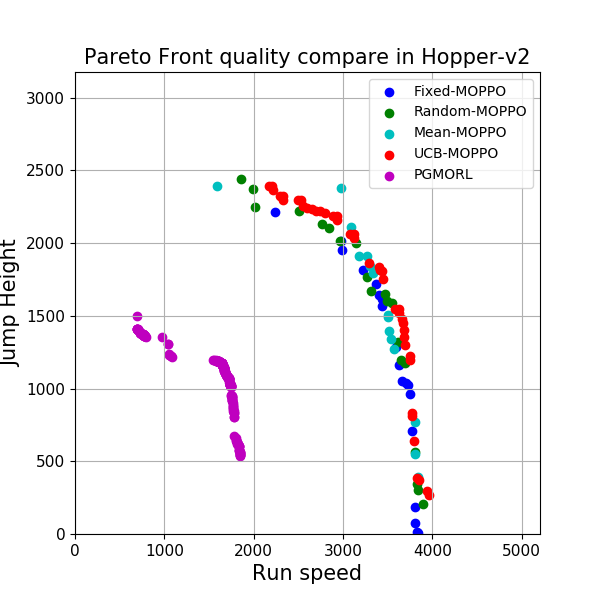 Pareto Front quality compare in Hopper-v2
Fixed-MOPPO
Random-MOPPO
Mean-MOPPO
UCB-MOPPO
PGMORL
3000
2500
2000
1500
1000
500
0
Jump Height
0 1000 2000 3000 4000 5000
Run speed